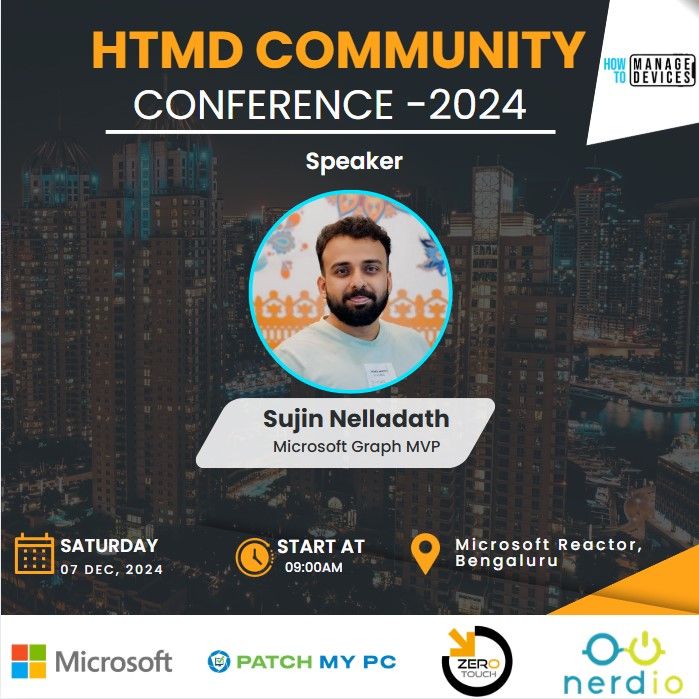 HTMD COMMUNITY
CONFERENCE -2024
HOW TO MANAGE DEVICES
Speaker
Sujin Nelladath
Microsoft Graph MVP
SATURDAY
07 DEC, 2024
START AT
09:00AM
Microsoft Reactor,
Bengaluru
Microsoft
PATCH MY PC
ZERO
TOUCH
nerdio